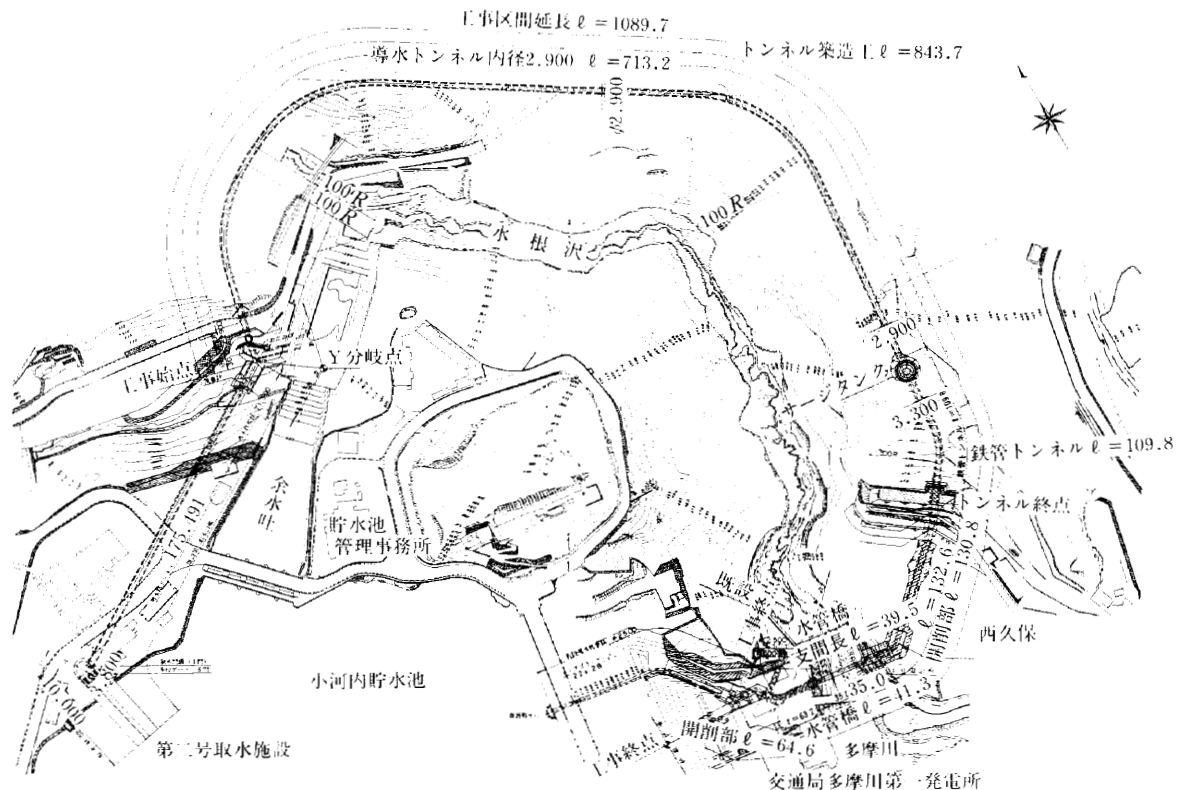 工事区間延長ℓ=1089.7
導水トンネル内径2.900 ℓ=713.2
トンネル築造工ℓ=843.7
2.900
100R
100R
100R
水根沢
2.900
Y分岐点
工事始点
サージタンク
3.300
鉄管トンネルℓ=109.8
トンネル終点
余水吐
175.491
貯水池
管理事務所
既設
水管橋
支間長ℓ=39.5
ℓ=132.6
開削部ℓ=130.8
西久保
小河内貯水池
35.0
水管橋ℓ=41.3
開削部ℓ=64.6
工事終点
多摩川
第二号取水施設
交通局多摩川第一発電所